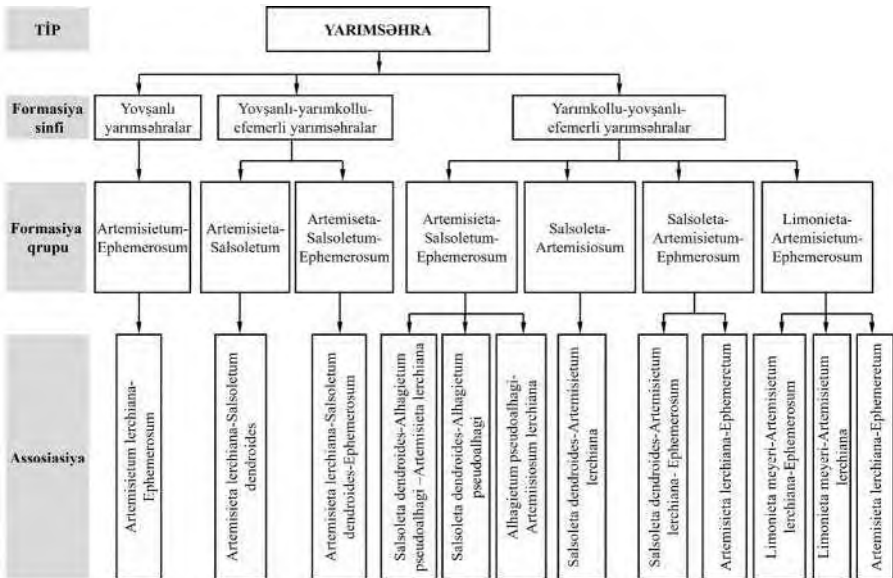 TİP
YARIMSƏHRA
Formasiya
sinfi
Yovşanlı
yarımsəhralar
Yovşanlı-yarımkollu-
efemerli yarımsəhralar
Yarımkollu-yovşanlı-
efemerli yarımsəhralar
Formasiya
qrupu
Artemisietum-
Ephemerosum
Artemisieta-
Salsoletum
Artemiseta-
Salsoletum-
Ephemerosum
Artemisieta-
Salsoletum-
Ephemerosum
Salsoleta-
Artemisiosum
Salsoleta-
Artemisietum-
Ephmerosum
Limonieta-
Artemisietum-
Ephemerosum
Assosiasiya
Artemisietum lerchiana-
Ephemerosum
Artemisieta lerchiana-Salsoletum
dendroides
Artemisieta lerchiana-Salsoletum
dendroides-Ephemerosum
Salsoleta dendroides-Alhagietum
pseudoalhagi –Artemisieta lerchiana
Salsoleta dendroides-Alhagietum
pseudoalhagi
Alhagietum pseudoalhagi-
Artemiisiosum lerchiana
Salsoleta dendroides-Artemisietum
lerchiana
Salsoleta dendroides-Artemisietum
lerchiana- Ephemerosum
Artemisieta lerchiana-Ephemeretum
Limonieta meyeri-Artemisietum
lerchiana-Ephemerosum
Limonieta meyeri-Artemisietum
lerchiana
Artemisieta lerchiana-Ephemeretum